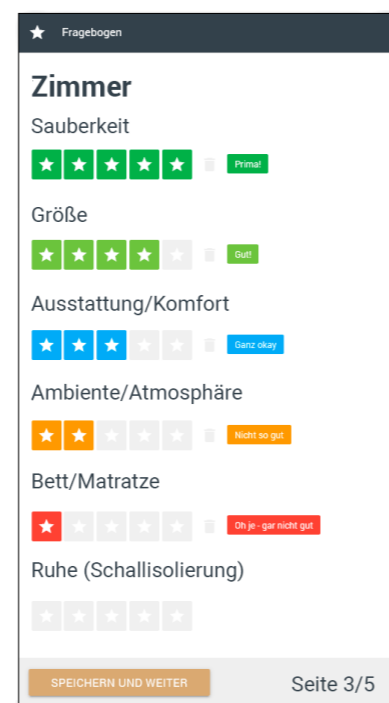 Fragebogen
Zimmer
Sauberkeit
Prima!
Größe
Gut!
Ausstattung/Komfort
Ganz okay
Ambiente/Atmosphäre
Nicht so gut
Bett/Matratze
Oh je - gar nicht gut
Ruhe (Schallisolierung)
SPEICHERN UND WEITER
Seite 3/5